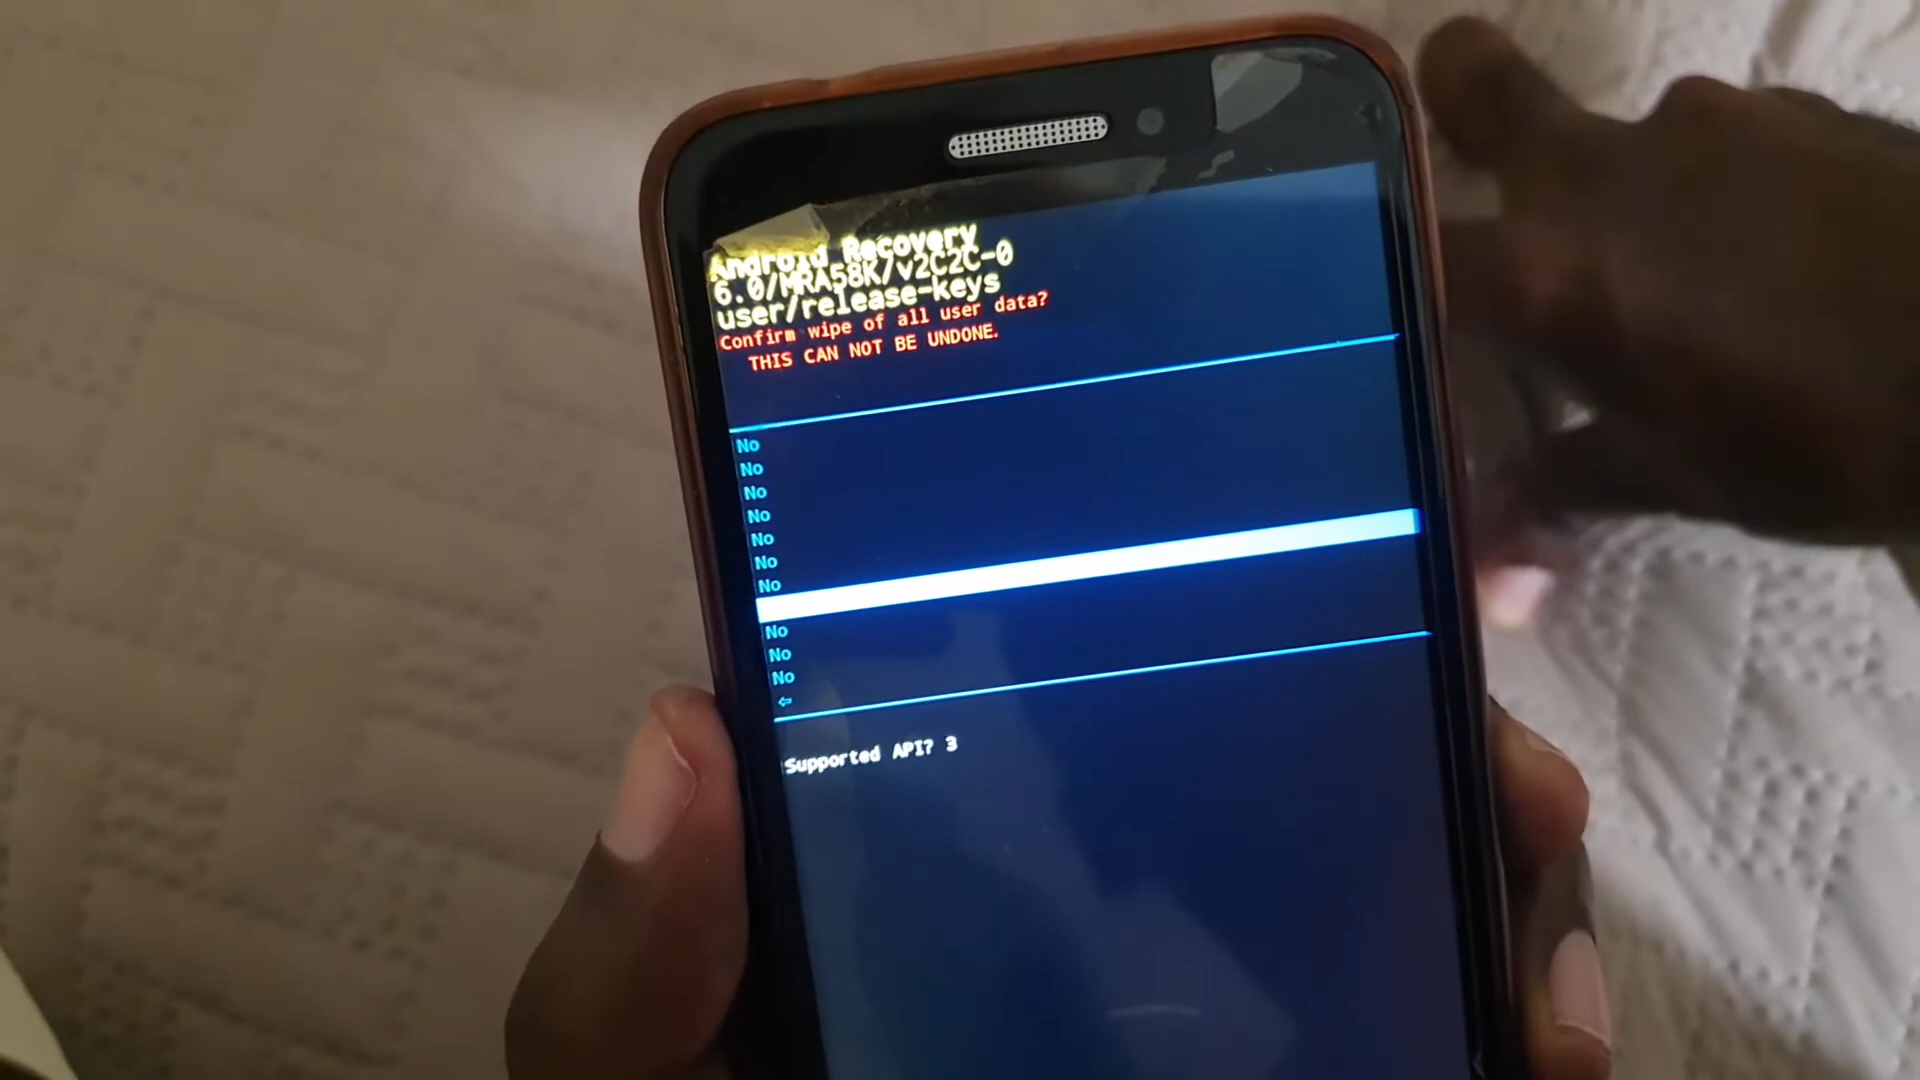 Android Recovery
6.0/MRA58K/v2C2C-0
user/release-keys
Confirm wipe of all user data?
THIS CAN NOT BE UNDONE.
No
No
No
No
No
No
No
No
No
No
⇦
Supported API? 3